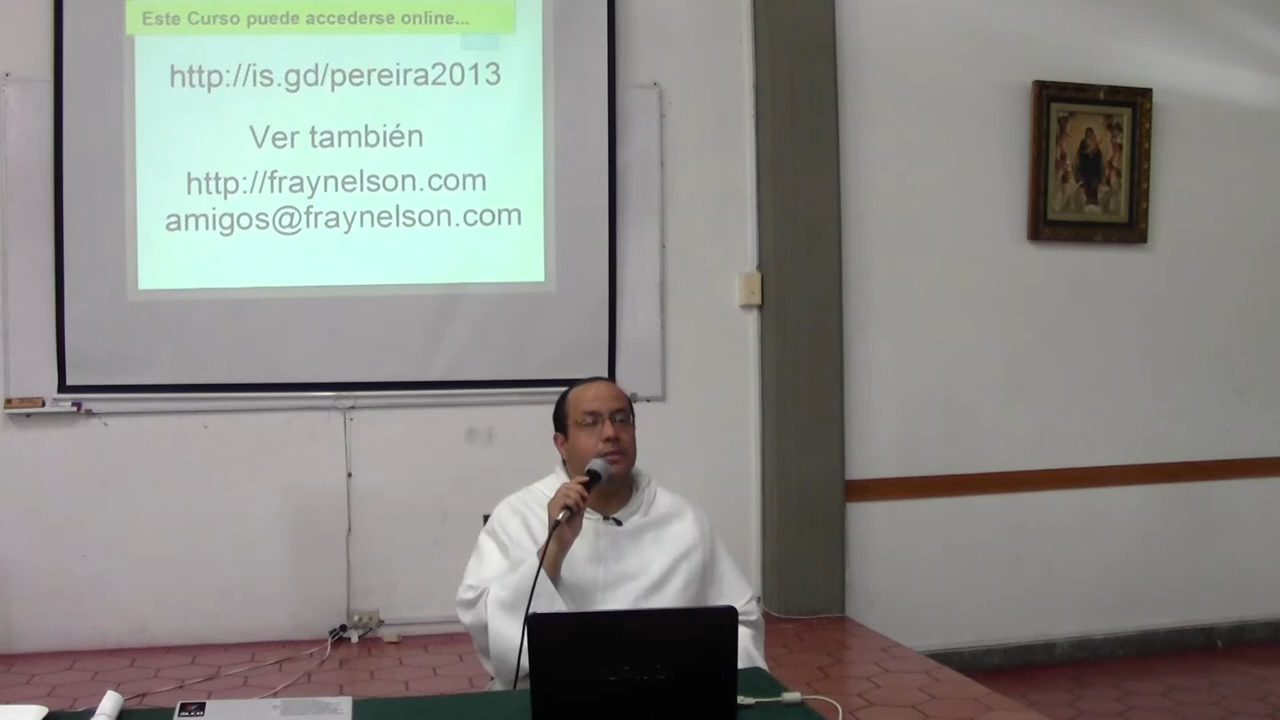 Este Curso puede accederse online...
http://is.gd/pereira2013
Ver también
http://fraynelson.com
amigos@fraynelson.com